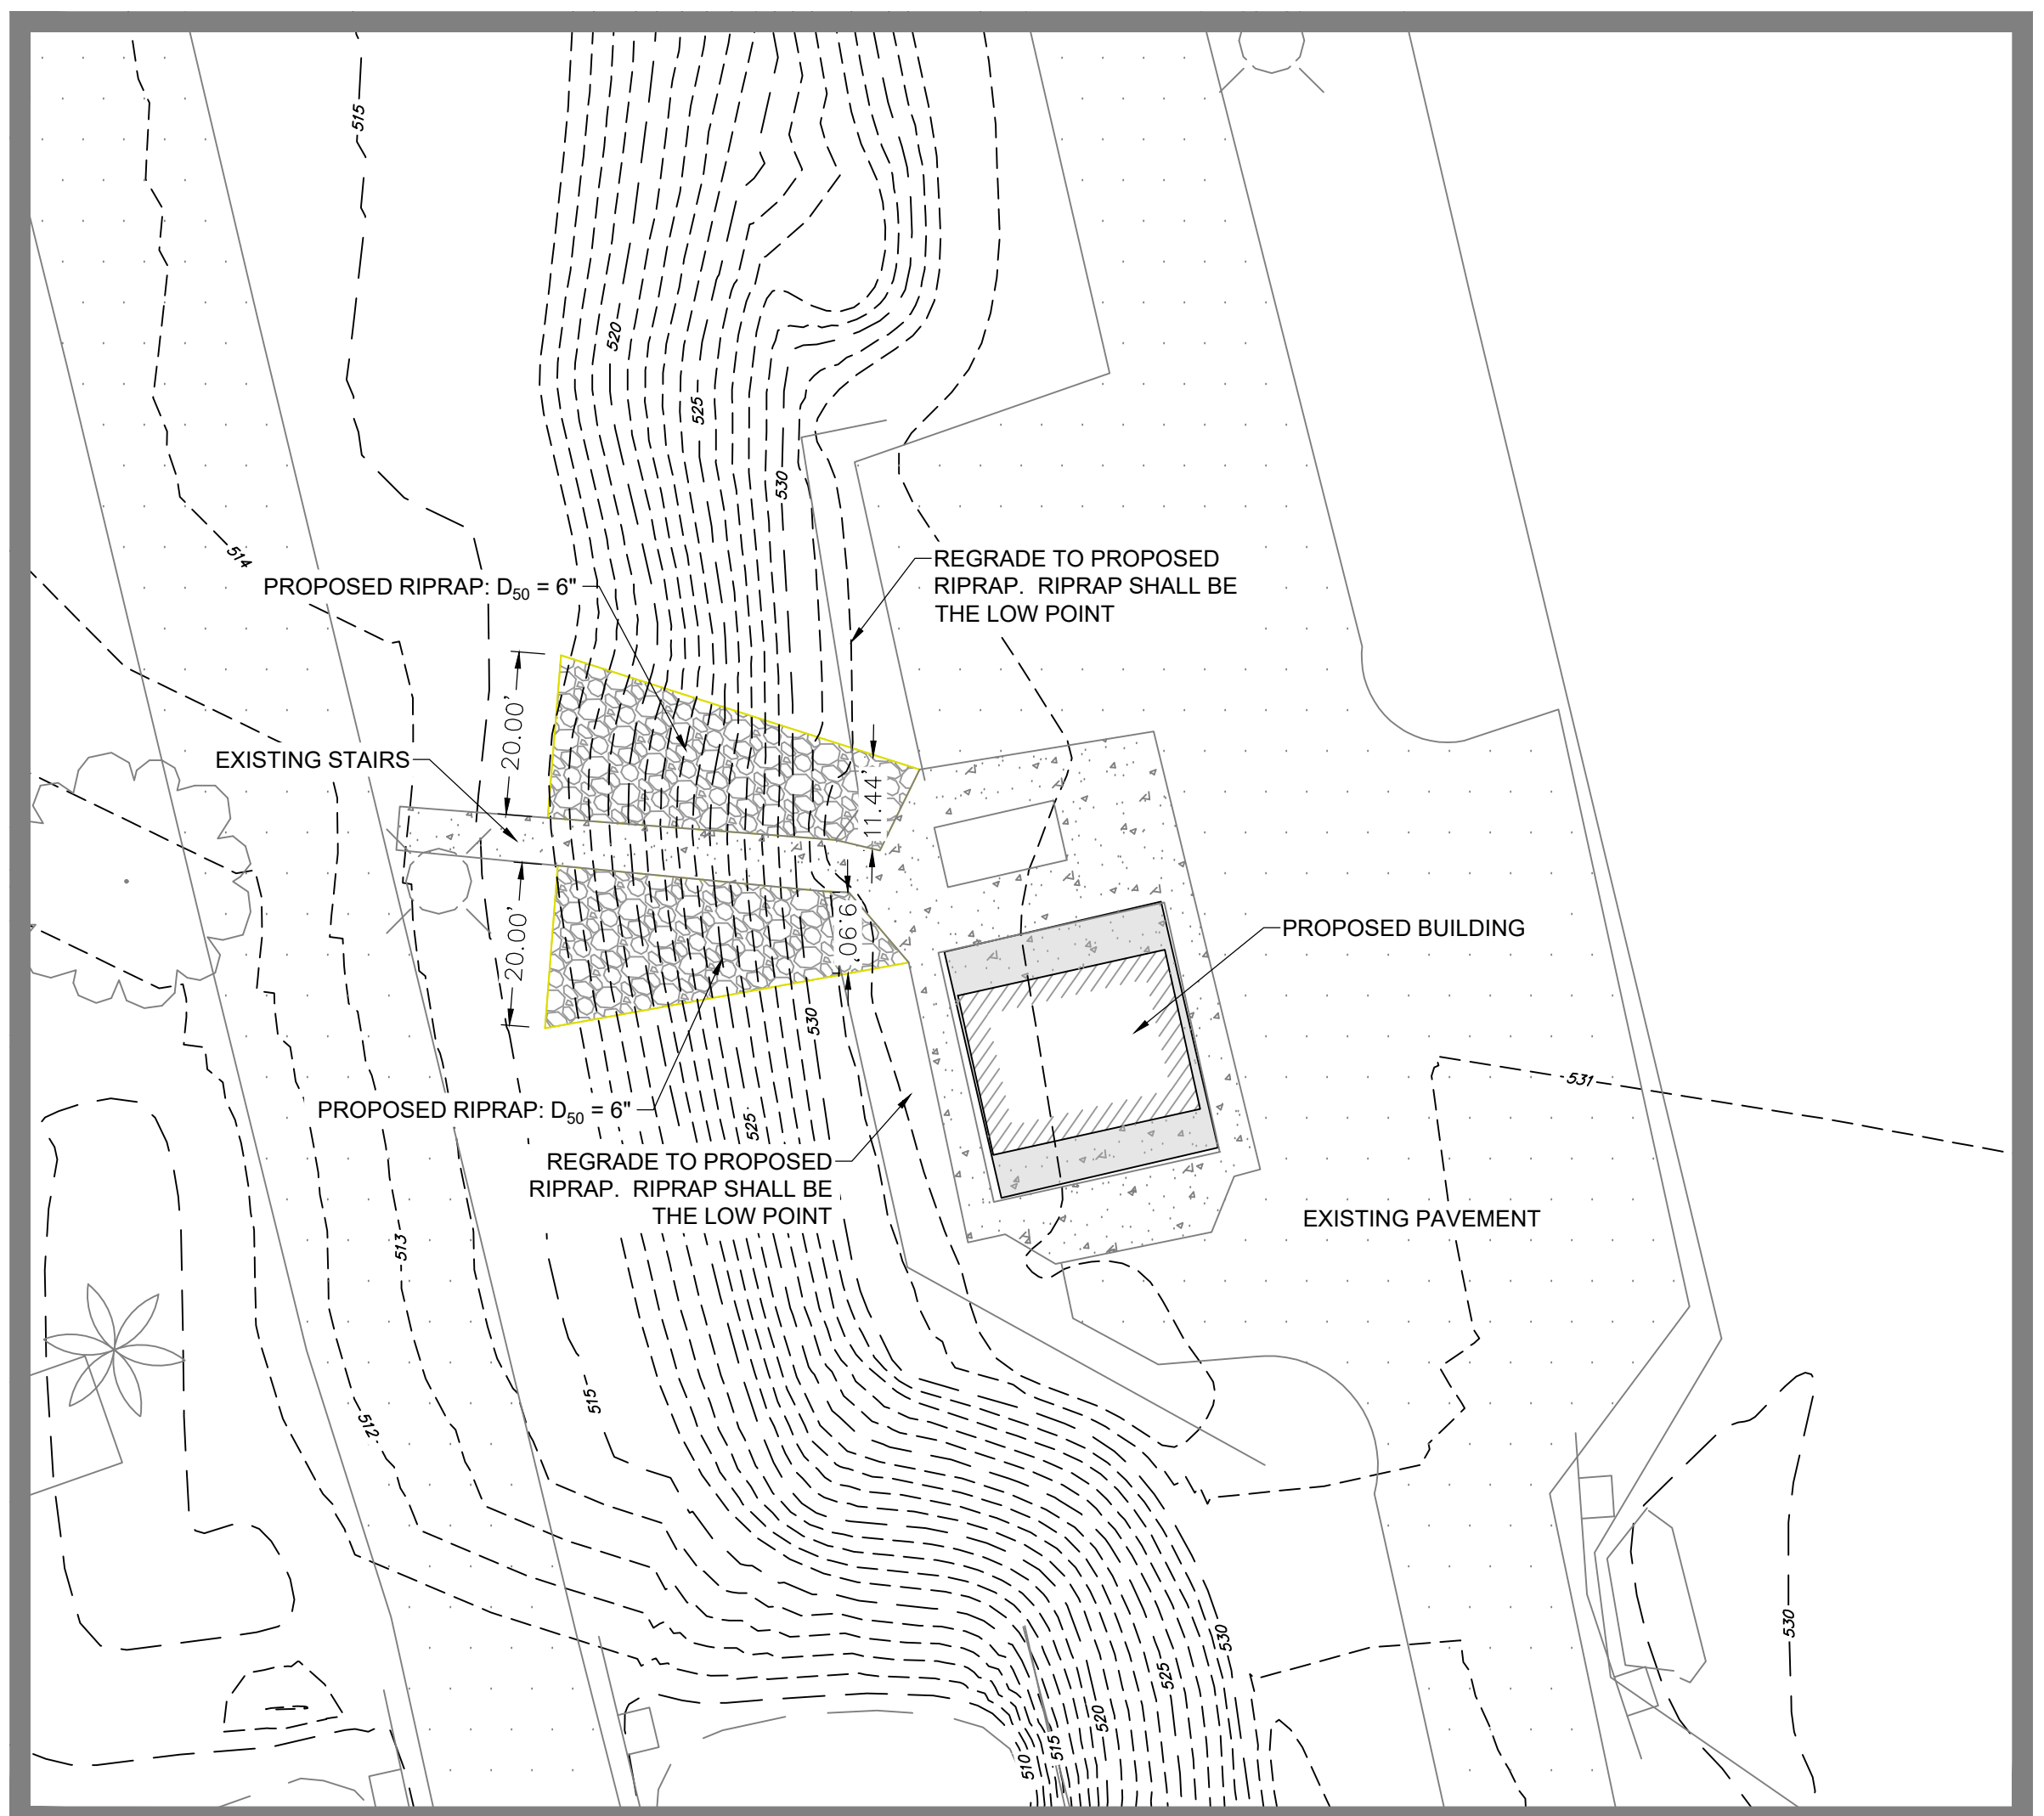 515
520
525
530
514
REGRADE TO PROPOSED
RIPRAP. RIPRAP SHALL BE
THE LOW POINT
PROPOSED RIPRAP: D50 = 6"
20.00'
EXISTING STAIRS
11.44'
20.00'
9.90'
PROPOSED BUILDING
530
531
PROPOSED RIPRAP: D50 = 6"
525
REGRADE TO PROPOSED
RIPRAP. RIPRAP SHALL BE
THE LOW POINT
EXISTING PAVEMENT
513
515
512
530
530
525
520
515
510